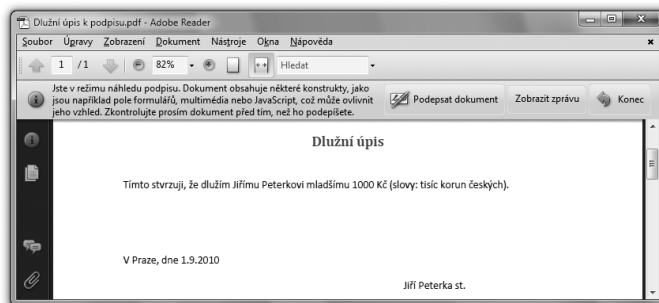 Dlužní úpis k podpisu.pdf - Adobe Reader
Soubor Úpravy Zobrazení Dokument Nástroje Okna Nápověda
1 / 1 82% Hledat
Jste v režimu náhledu podpisu. Dokument obsahuje některé konstrukty, jako
jsou například pole formulářů, multimédia nebo JavaScript, což může ovlivnit
jeho vzhled. Zkontrolujte prosím dokument před tím, než ho podepíšete.
Podepsat dokument Zobrazit zprávu Konec
Dlužní úpis
Tímto stvrzuji, že dlužím Jiřímu Peterkovi mladšímu 1000 Kč (slovy: tisíc korun českých).
V Praze, dne 1.9.2010
Jiří Peterka st.